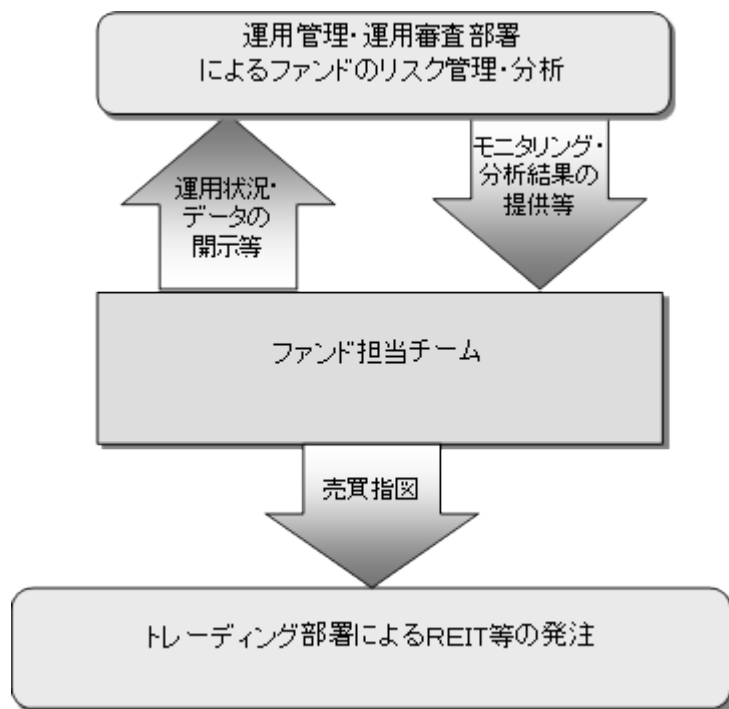 運用管理・運用審査部署
によるファンドのリスク管理・分析
運用状況・
データの
開示等
モニタリング・
分析結果の
提供等
ファンド担当チーム
売買指図
トレーディング部署によるREIT等の発注